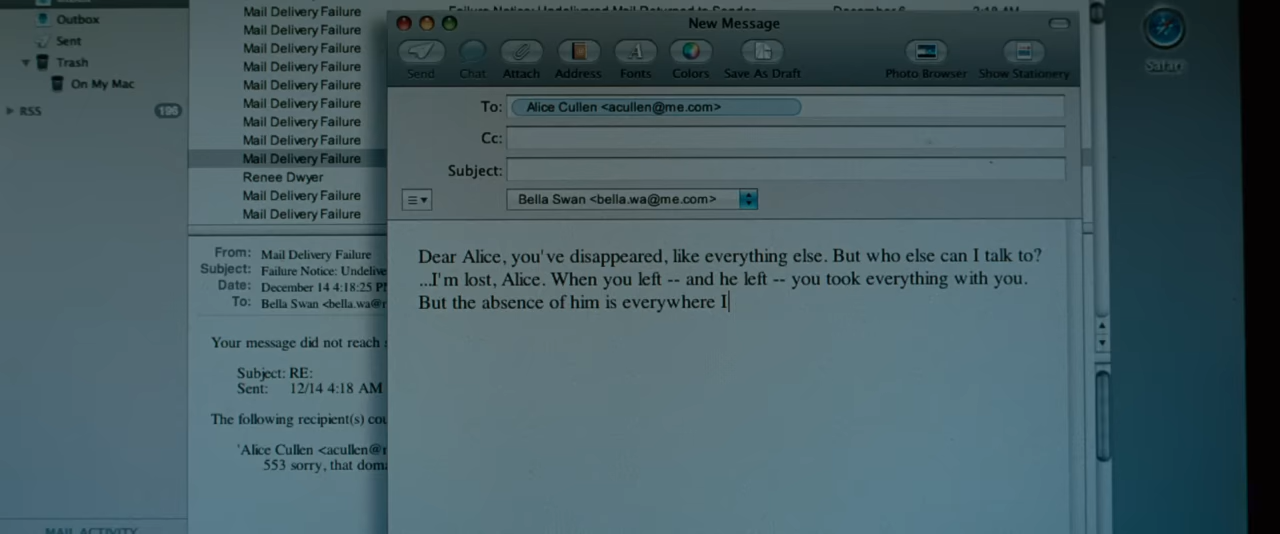 Outbox
Sent
Trash
On My Mac
RSS
Mail Delivery Failure
Mail Delivery Failure
Mail Delivery Failure
Mail Delivery Failure
Mail Delivery Failure
Mail Delivery Failure
Mail Delivery Failure
Mail Delivery Failure
Mail Delivery Failure
Renee Dwyer
Mail Delivery Failure
Mail Delivery Failure
From: Mail Delivery Failure
Subject: Failure Notice:
Date: December 14 4:18:25
To: Bella Swan
Your message did not reach
Subject: RE:
Sent: 12/14 4:18 AM
The following recipient(s)
'Alice Cullen
553 sorry, that
MAIL ACTIVITY
New Message
Send Chat Attach Address Fonts Colors Save As Draft Photo Browser Show Stationery
To: Alice Cullen <acullen@me.com>
Cc:
Subject:
Bella Swan <bella.wa@me.com>
Dear Alice, you've disappeared, like everything else. But who else can I talk to?
...I'm lost, Alice. When you left -- and he left -- you took everything with you.
But the absence of him is everywhere I
Safari